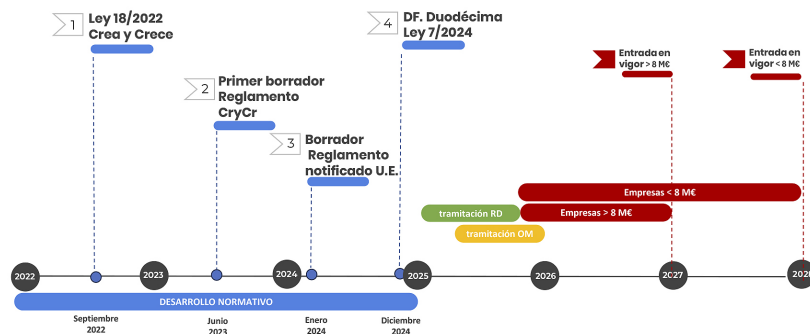 1
Ley 18/2022
Crea y Crece
2
Primer borrador
Reglamento
CryCr
3
Borrador
Reglamento
notificado U.E.
4
DF. Duodécima
Ley 7/2024
Entrada en
vigor > 8 M€
Entrada en
vigor < 8 M€
Empresas < 8 M€
tramitación RD
Empresas > 8 M€
tramitación OM
2022
2023
2024
2025
2026
2027
2028
DESARROLLO NORMATIVO
Septiembre
2022
Junio
2023
Enero
2024
Diciembre
2024